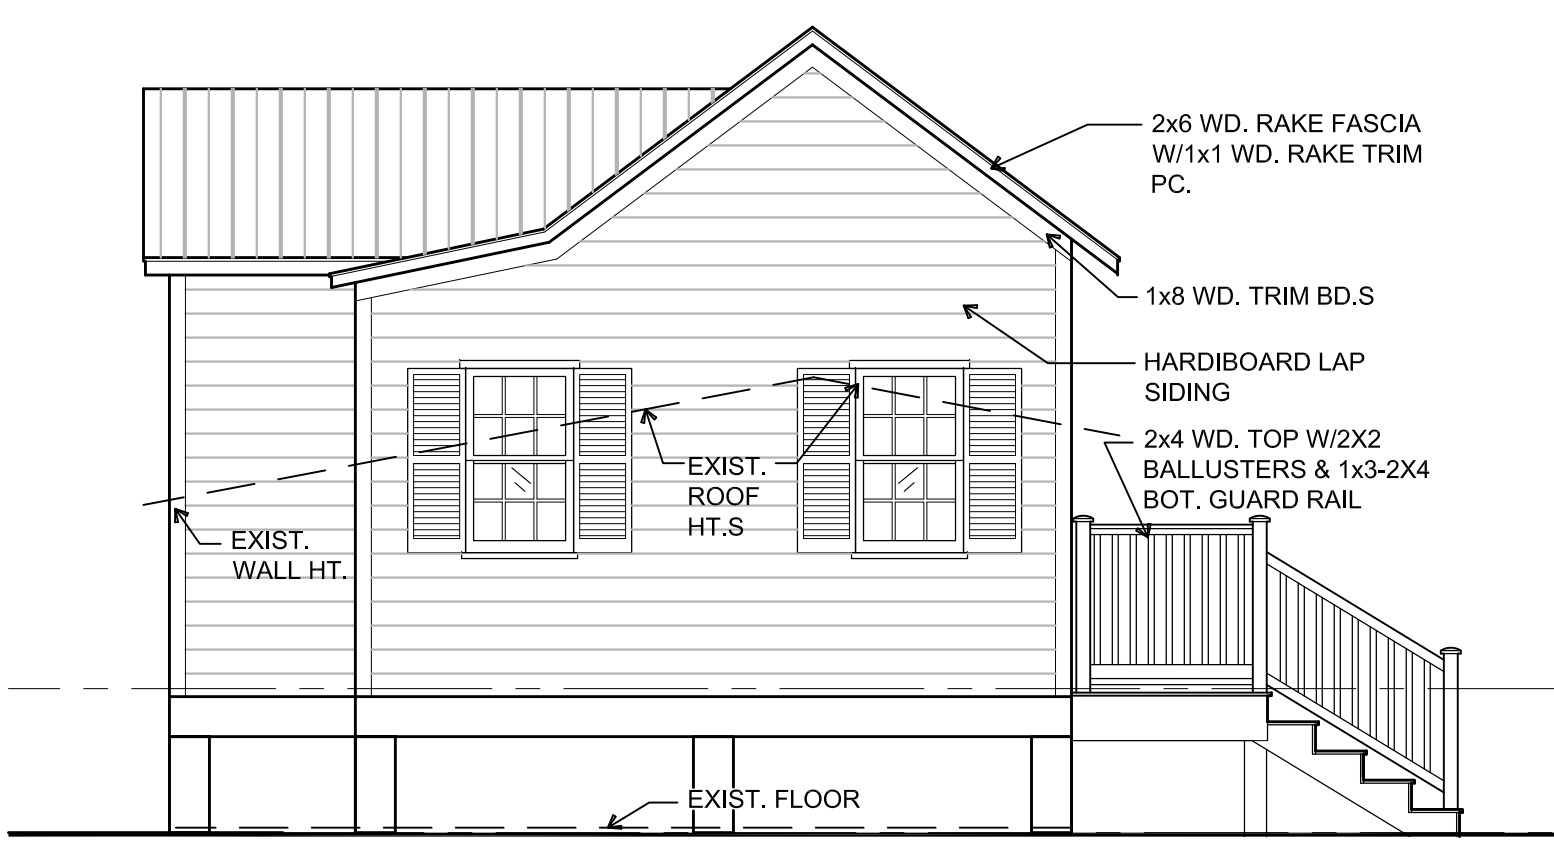 2x6 WD. RAKE FASCIA
W/1x1 WD. RAKE TRIM
PC.
1x8 WD. TRIM BD.S
HARDIBOARD LAP
SIDING
2x4 WD. TOP W/2X2
BALLUSTERS & 1x3-2X4
BOT. GUARD RAIL
EXIST.
ROOF
HT.S
EXIST.
WALL HT.
EXIST. FLOOR